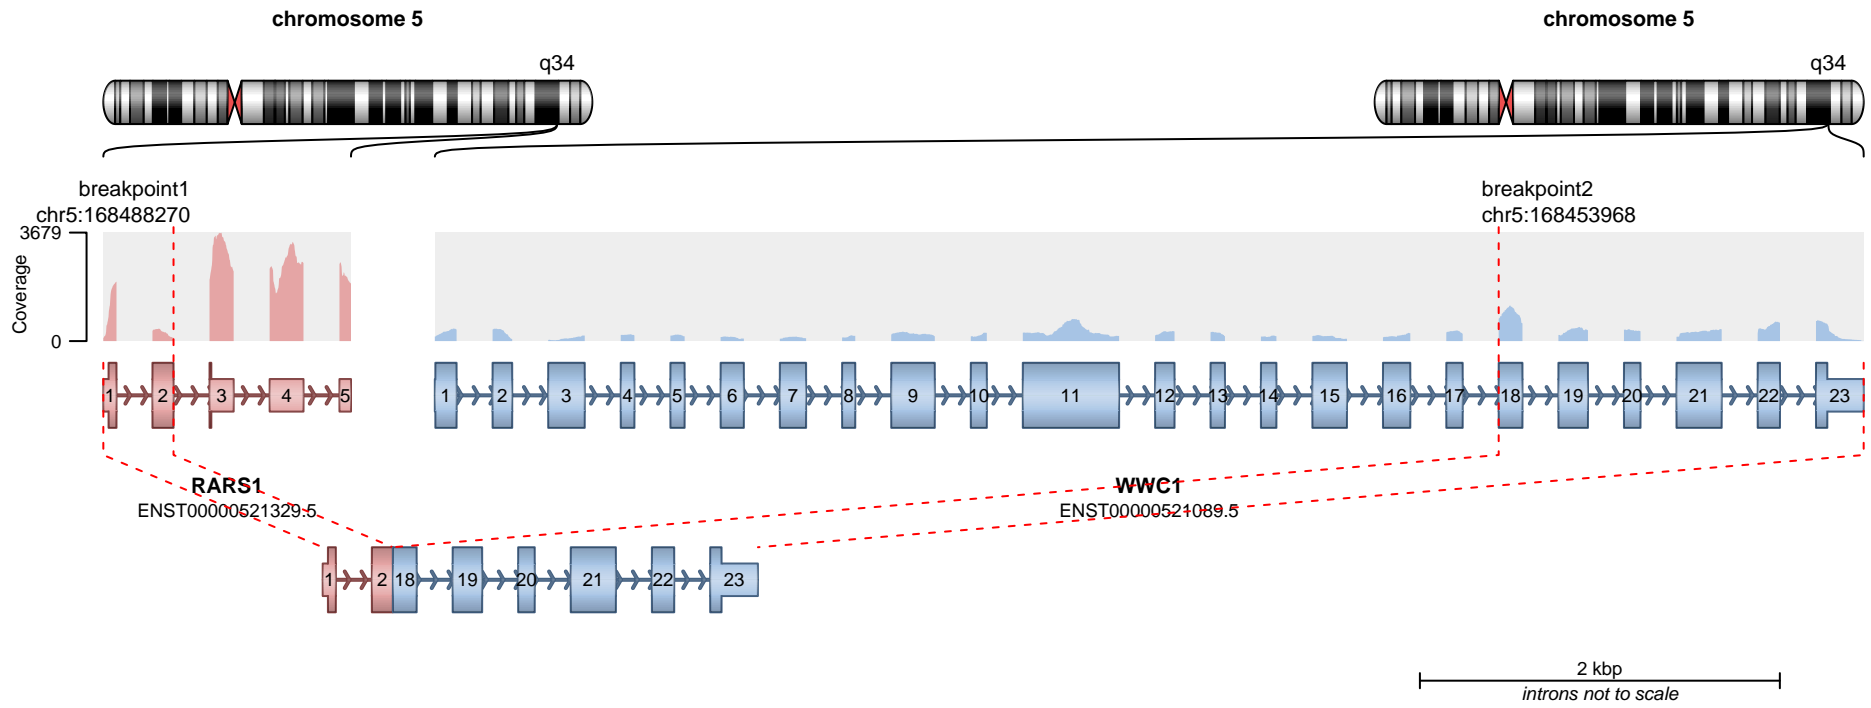 chromosome 5
chromosome 5
q34
q34
breakpoint1
chr5:168488270
breakpoint2
chr5:168453968
3679
Coverage
0
1 2 3 4 5
1 2 3 4 5 6 7 8 9 10 11 12 13 14 15 16 17 18 19 20 21 22 23
RARS1
ENST00000521329.5
WWC1
ENST00000521089.5
1 2 18 19 20 21 22 23
2 kbp
introns not to scale